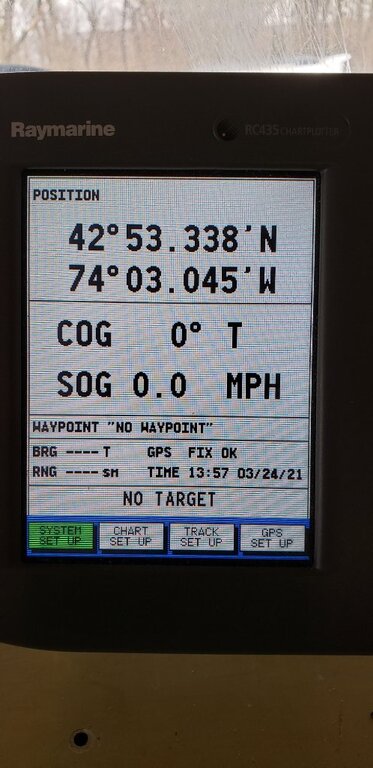 Raymarine RC435 CHARTPLOTTER
POSITION
42°53.338'N
74°03.045'W
COG 0° T
SOG 0.0 MPH
WAYPOINT "NO WAYPOINT"
BRG ---- T GPS FIX OK
RNG ---- sm TIME 13:57 03/24/21
NO TARGET
SYSTEM SET UP CHART SET UP TRACK SET UP GPS SET UP